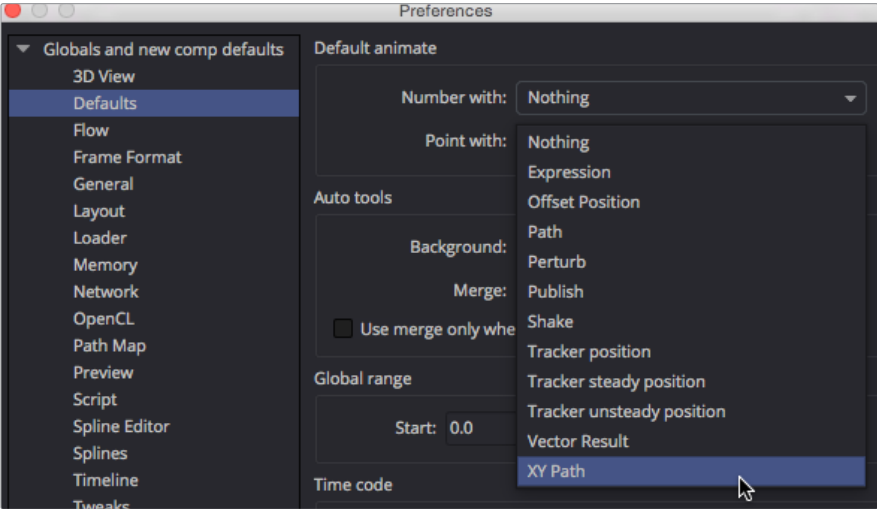 Preferences
Globals and new comp defaults
3D View
Defaults
Flow
Frame Format
General
Layout
Loader
Memory
Network
OpenCL
Path Map
Preview
Script
Spline Editor
Splines
Timeline
Tweaks
Default animate
Number with: Nothing
Point with:
Nothing
Expression
Offset Position
Path
Perturb
Publish
Shake
Tracker position
Tracker steady position
Tracker unsteady position
Vector Result
XY Path
Auto tools
Background:
Merge:
Use merge only whe
Global range
Start: 0.0
Time code